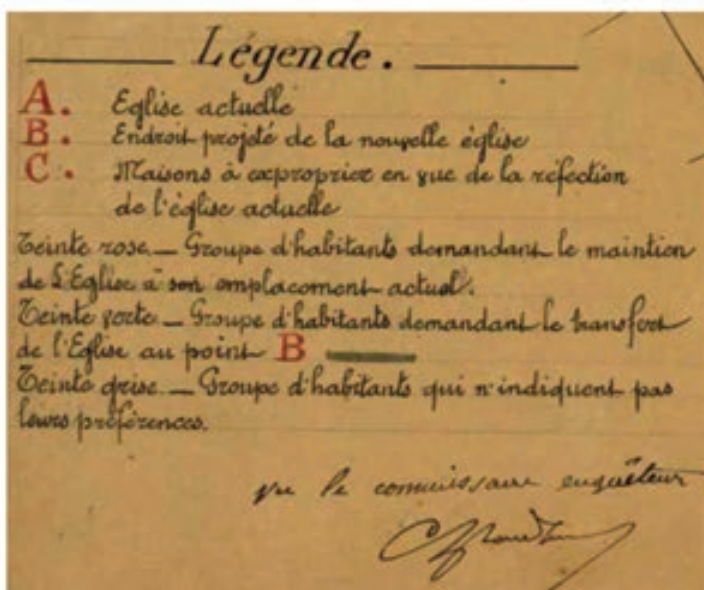 Légende.
A. Eglise actuelle
B. Endroit projeté de la nouvelle église
C. Maisons à exproprier en vue de la réfection
de l'église actuelle
Teinte rose. — Groupe d'habitants demandant le maintien
de L'Eglise à son emplacement actuel.
Teinte verte — Groupe d'habitants demandant le transfert
de l'Eglise au point B
Teinte grise. — Groupe d'habitants qui n'indiquent pas
leurs préférences.
vu le commissaire enquêteur